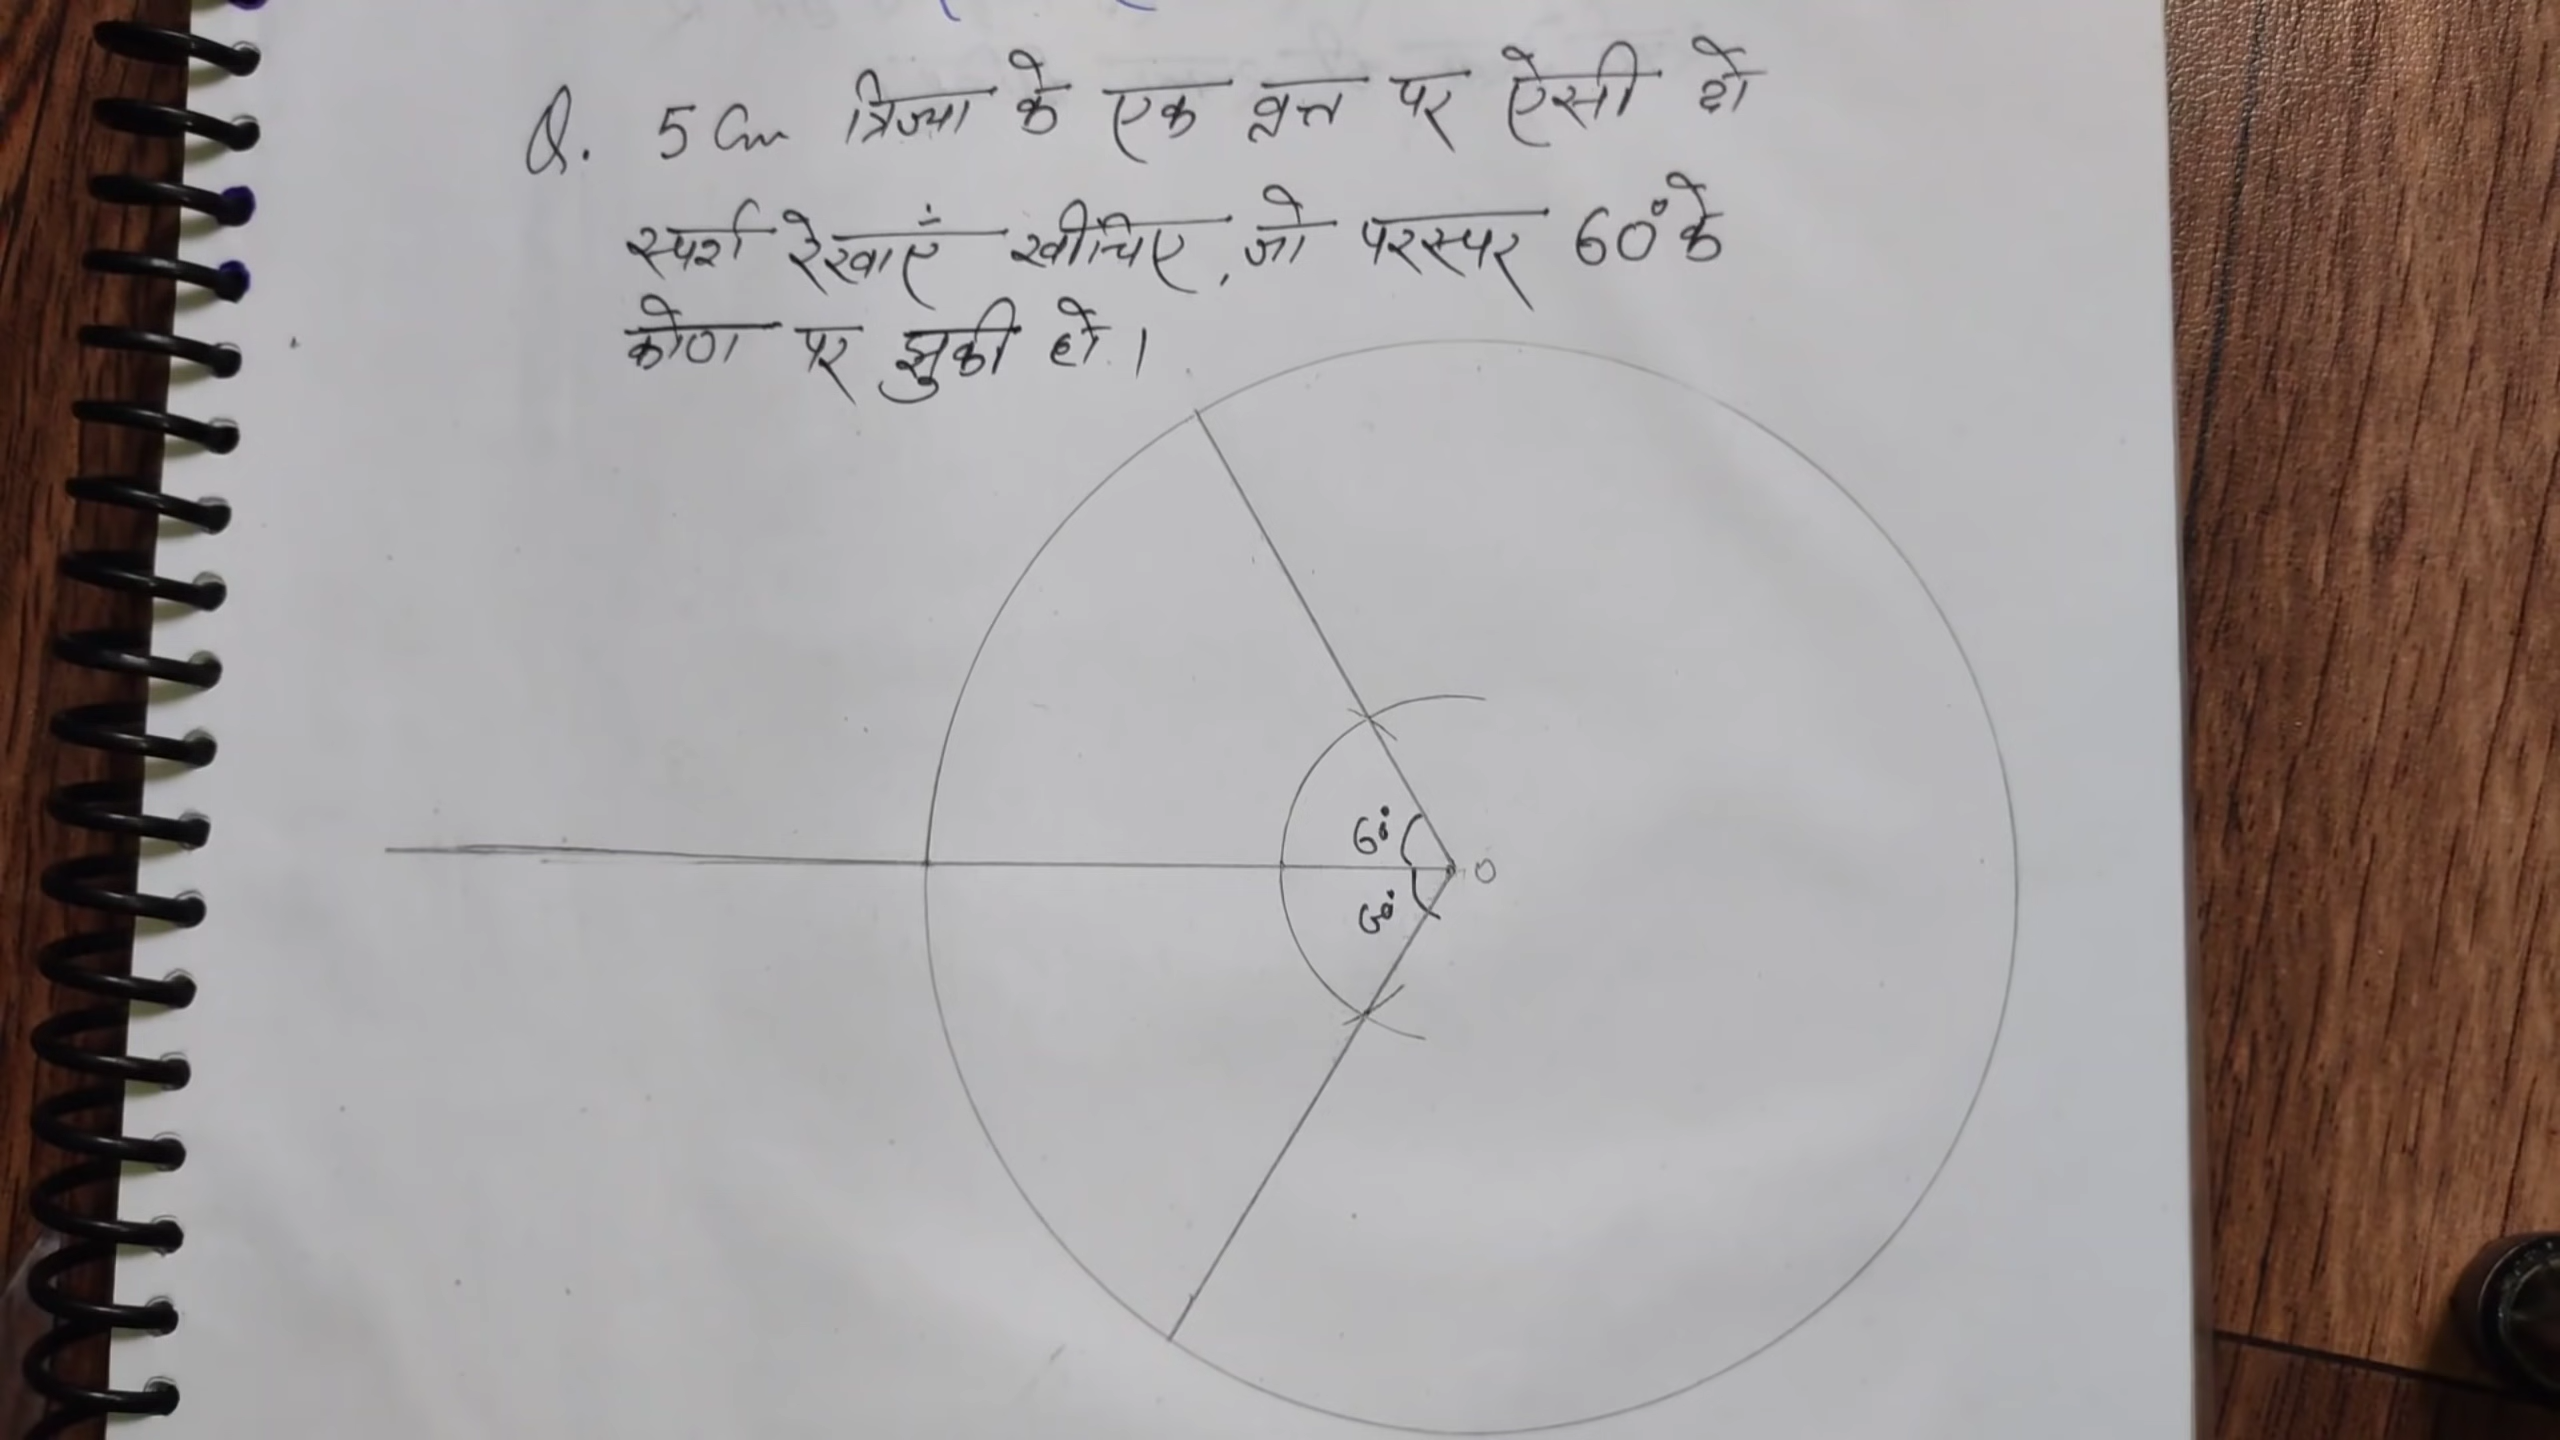 Q. 5 Cm त्रिज्या के एक वृत्त पर ऐसी दो
स्पर्श रेखाएं खींचिए, जो परस्पर 60° के
कोण पर झुकी हो।
60°
O
60°